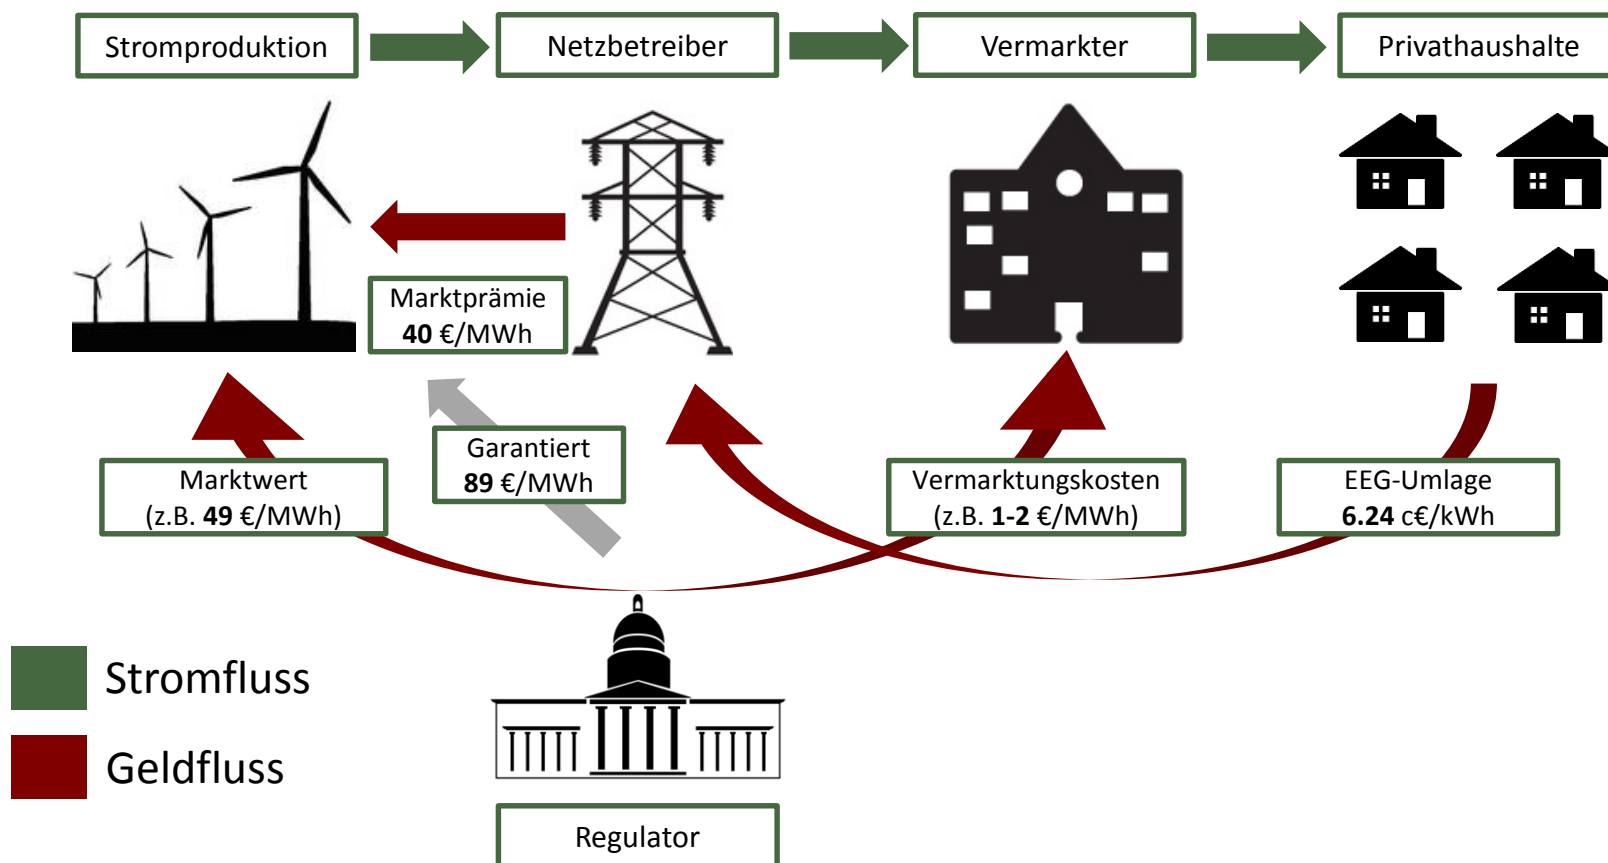 Stromproduktion
Netzbetreiber
Vermarkter
Privathaushalte
Marktprämie
40 €/MWh
Garantiert
89 €/MWh
Marktwert
(z.B. 49 €/MWh)
Vermarktungskosten
(z.B. 1-2 €/MWh)
EEG-Umlage
6.24 c€/kWh
Stromfluss
Geldfluss
Regulator